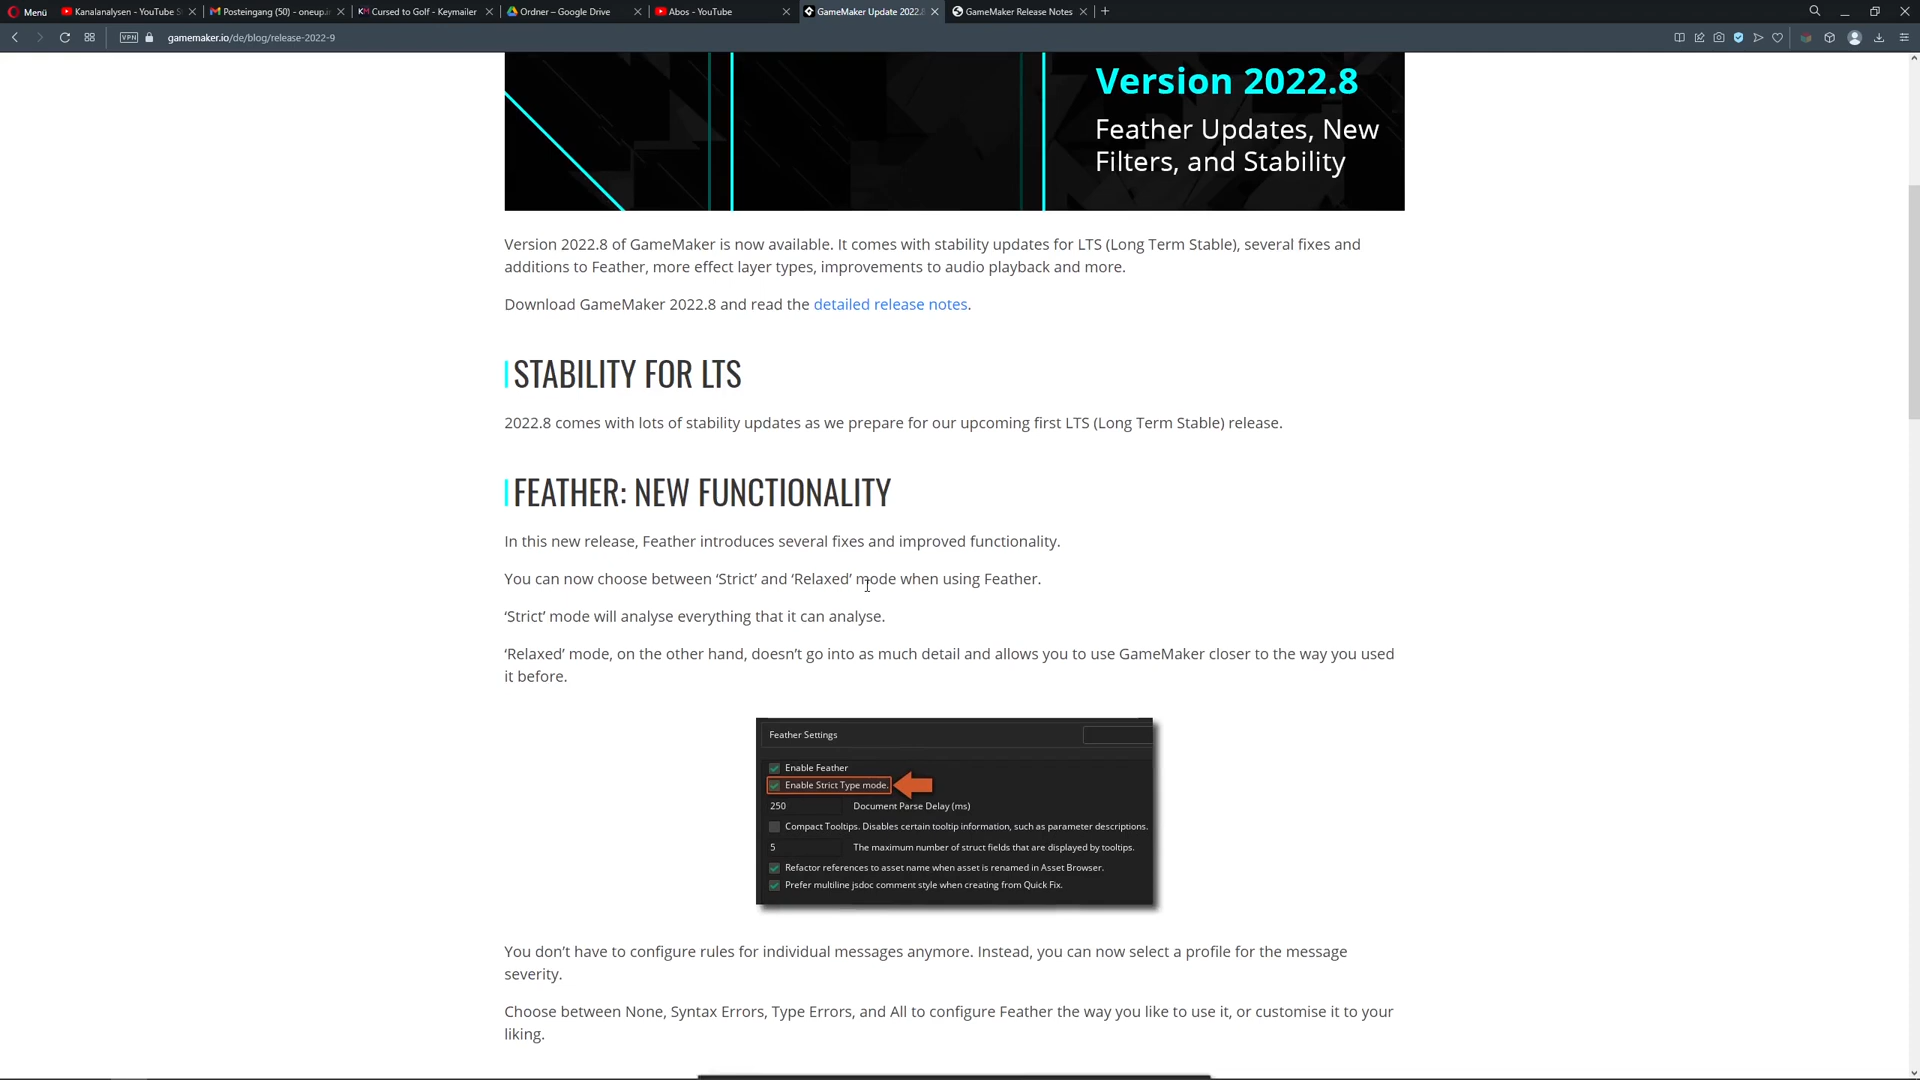 Menü
Kanalanalysen - YouTube S
Posteingang (50) - oneup.i
KM Cursed to Golf - Keymailer
Ordner – Google Drive
Abos - YouTube
GameMaker Update 2022.8
GameMaker Release Notes
VPN
gamemaker.io/de/blog/release-2022-9
Version 2022.8
Feather Updates, New
Filters, and Stability
Version 2022.8 of GameMaker is now available. It comes with stability updates for LTS (Long Term Stable), several fixes and
additions to Feather, more effect layer types, improvements to audio playback and more.
Download GameMaker 2022.8 and read the detailed release notes.
STABILITY FOR LTS
2022.8 comes with lots of stability updates as we prepare for our upcoming first LTS (Long Term Stable) release.
FEATHER: NEW FUNCTIONALITY
In this new release, Feather introduces several fixes and improved functionality.
You can now choose between ‘Strict’ and ‘Relaxed’ mode when using Feather.
‘Strict’ mode will analyse everything that it can analyse.
‘Relaxed’ mode, on the other hand, doesn’t go into as much detail and allows you to use GameMaker closer to the way you used
it before.
Feather Settings
Enable Feather
Enable Strict Type mode.
250 Document Parse Delay (ms)
Compact Tooltips. Disables certain tooltip information, such as parameter descriptions.
5 The maximum number of struct fields that are displayed by tooltips.
Refactor references to asset name when asset is renamed in Asset Browser.
Prefer multiline jsdoc comment style when creating from Quick Fix.
You don’t have to configure rules for individual messages anymore. Instead, you can now select a profile for the message
severity.
Choose between None, Syntax Errors, Type Errors, and All to configure Feather the way you like to use it, or customise it to your
liking.